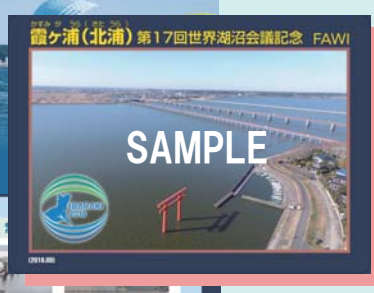 かすみ が うら ( きた うら )
霞ヶ浦(北浦) 第17回世界湖沼会議記念 FAWI
SAMPLE
IBARAKI
(2018.09)